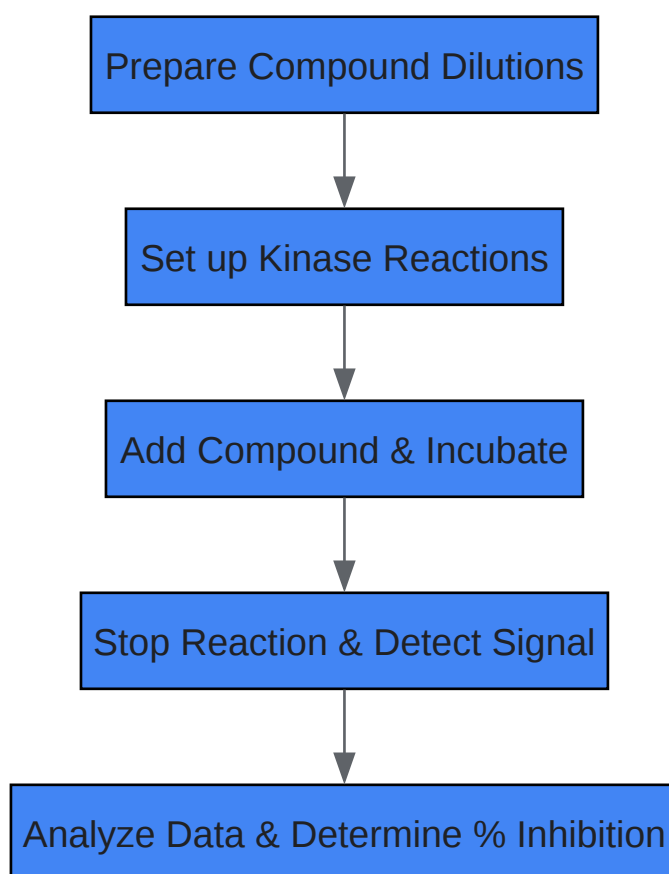 Prepare Compound Dilutions
Set up Kinase Reactions
Add Compound & Incubate
Stop Reaction & Detect Signal
Analyze Data & Determine % Inhibition